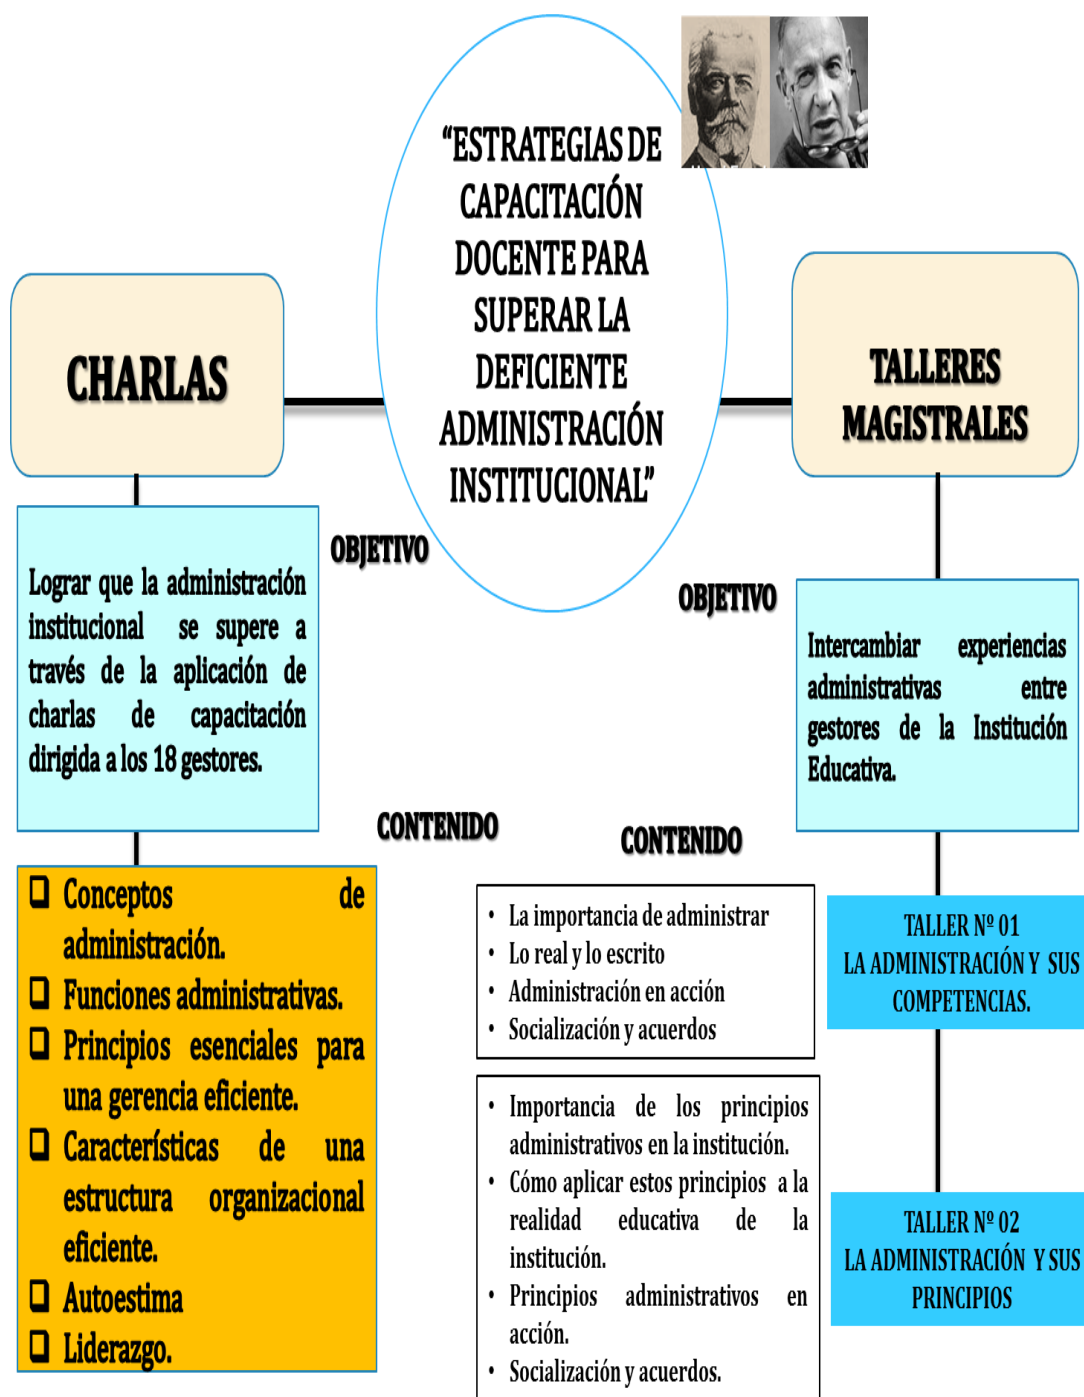 “ESTRATEGIAS DE
CAPACITACIÓN
DOCENTE PARA
SUPERAR LA
DEFICIENTE
ADMINISTRACIÓN
INSTITUCIONAL”
CHARLAS
OBJETIVO
Lograr que la administración
institucional se supere a
través de la aplicación de
charlas de capacitación
dirigida a los 18 gestores.
CONTENIDO
❑ Conceptos de
administración.
❑ Funciones administrativas.
❑ Principios esenciales para
una gerencia eficiente.
❑ Características de una
estructura organizacional
eficiente.
❑ Autoestima
❑ Liderazgo.
TALLERES
MAGISTRALES
OBJETIVO
Intercambiar experiencias
administrativas entre
gestores de la Institución
Educativa.
CONTENIDO
TALLER Nº 01
LA ADMINISTRACIÓN Y SUS
COMPETENCIAS.
• La importancia de administrar
• Lo real y lo escrito
• Administración en acción
• Socialización y acuerdos
TALLER Nº 02
LA ADMINISTRACIÓN Y SUS
PRINCIPIOS
• Importancia de los principios
administrativos en la institución.
• Cómo aplicar estos principios a la
realidad educativa de la
institución.
• Principios administrativos en
acción.
• Socialización y acuerdos.